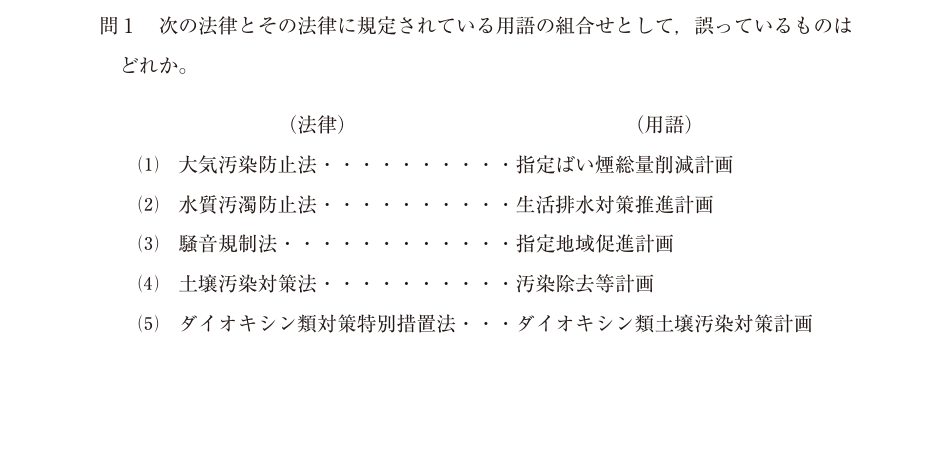 問1　次の法律とその法律に規定されている用語の組合せとして，誤っているものは
どれか。
（法律）　（用語）
⑴　大気汚染防止法・・・・・・・・・・指定ばい煙総量削減計画
⑵　水質汚濁防止法・・・・・・・・・・生活排水対策推進計画
⑶　騒音規制法・・・・・・・・・・・・指定地域促進計画
⑷　土壌汚染対策法・・・・・・・・・・汚染除去等計画
⑸　ダイオキシン類対策特別措置法・・・ダイオキシン類土壌汚染対策計画